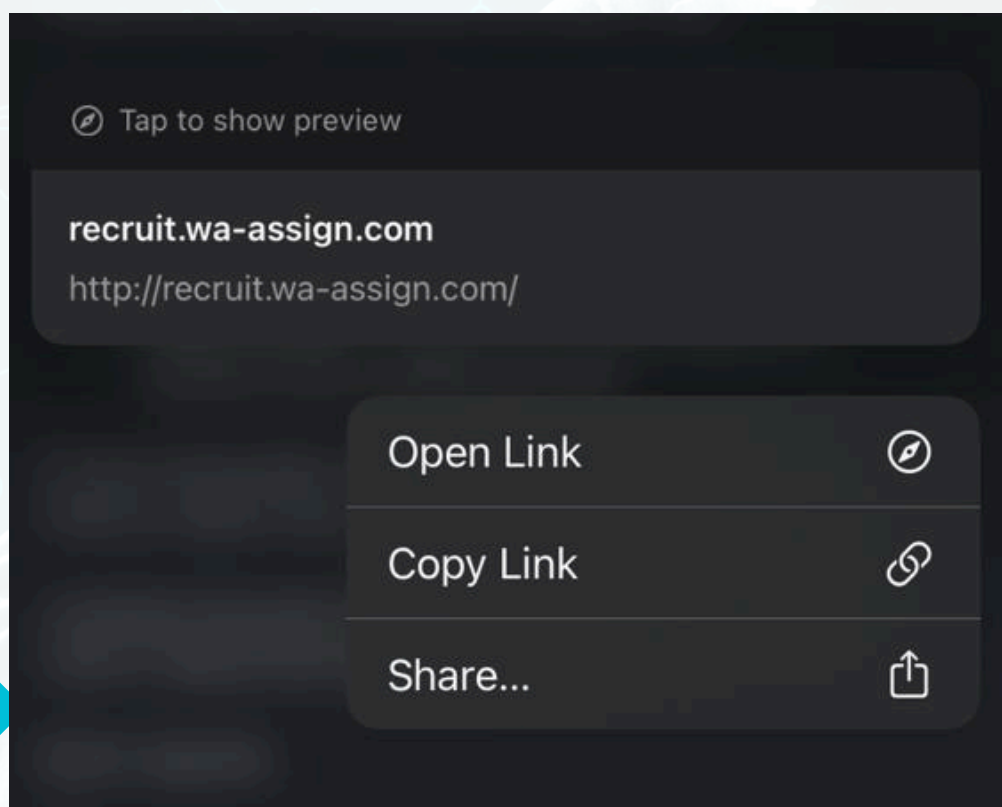 Tap to show preview
recruit.wa-assign.com
http://recruit.wa-assign.com/
Open Link
Copy Link
Share...